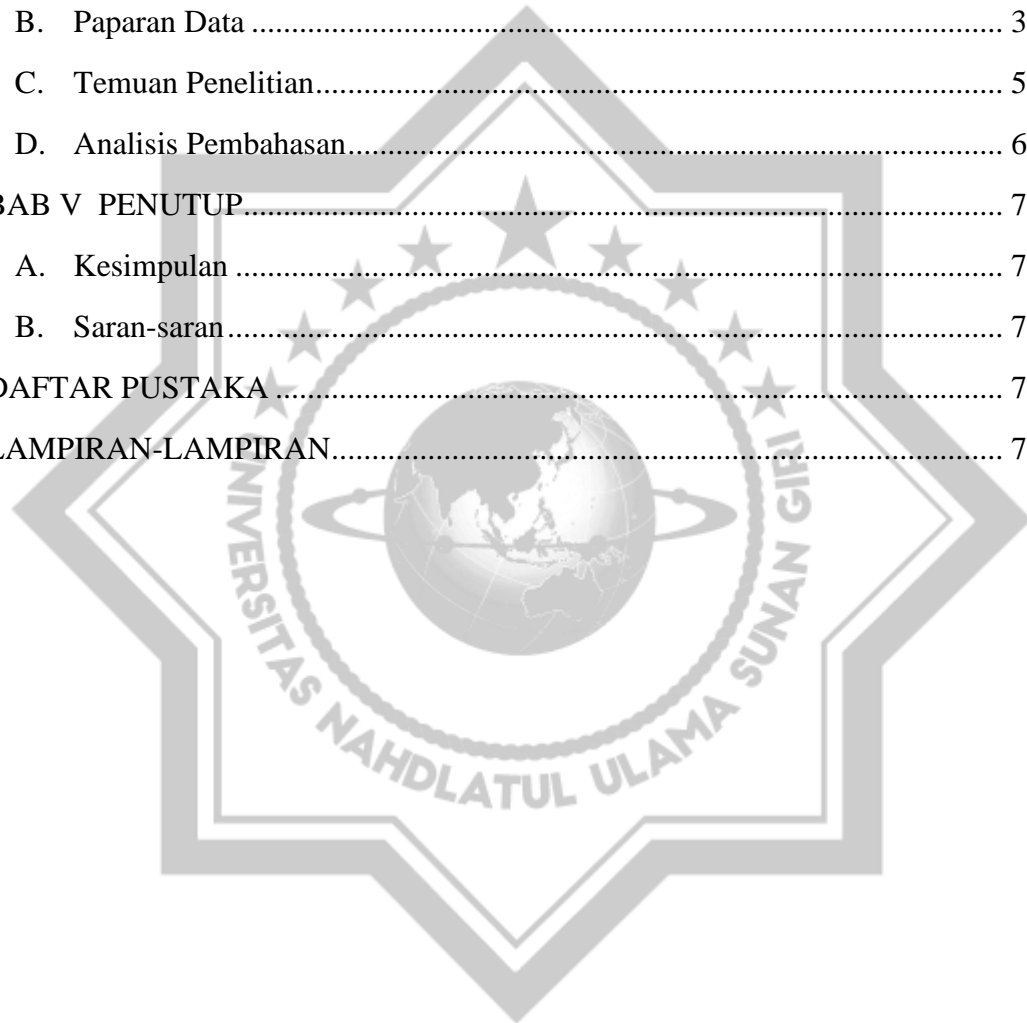 B. Paparan Data ........................................................................................ 3
C. Temuan Penelitian................................................................................ 5
D. Analisis Pembahasan............................................................................ 6
BAB V PENUTUP........................................................................................ 7
A. Kesimpulan .......................................................................................... 7
B. Saran-saran........................................................................................... 7
DAFTAR PUSTAKA .................................................................................... 7
LAMPIRAN-LAMPIRAN.............................................................................. 7
UNIVERSITAS NAHDLATUL ULAMA SUNAN GIRI